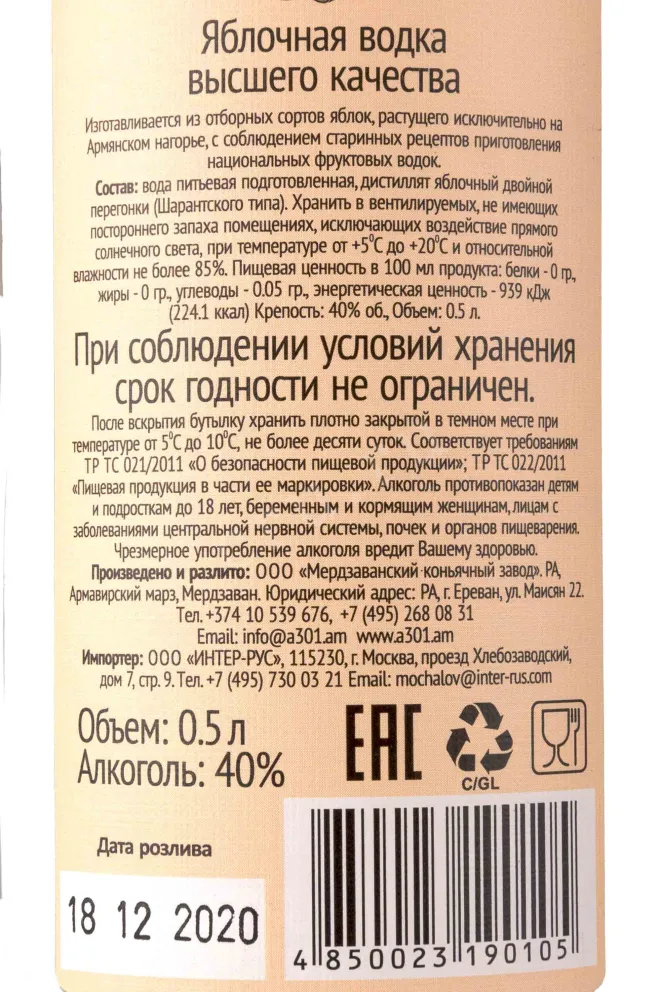 Яблочная водка
высшего качества
Изготавливается из отборных сортов яблок, растущего исключительно на
Армянском нагорье, с соблюдением старинных рецептов приготовления
национальных фруктовых водок.
Состав: вода питьевая подготовленная, дистиллят яблочный двойной
перегонки (Шарантского типа). Хранить в вентилируемых, не имеющих
постороннего запаха помещениях, исключающих воздействие прямого
солнечного света, при температуре от +5°С до +20°С и относительной
влажности не более 85%. Пищевая ценность в 100 мл продукта: белки - 0 гр.,
жиры - 0 гр., углеводы - 0.05 гр., энергетическая ценность - 939 кДж
(224.1 ккал) Крепость: 40% об., Объем: 0.5 л.
При соблюдении условий хранения
срок годности не ограничен.
После вскрытия бутылку хранить плотно закрытой в темном месте при
температуре от 5°С до 10°С, не более десяти суток. Соответствует требованиям
ТР ТС 021/2011 «О безопасности пищевой продукции»; ТР ТС 022/2011
«Пищевая продукция в части ее маркировки». Алкоголь противопоказан детям
и подросткам до 18 лет, беременным и кормящим женщинам, лицам с
заболеваниями центральной нервной системы, почек и органов пищеварения.
Чрезмерное употребление алкоголя вредит Вашему здоровью.
Произведено и разлито: ООО «Мердзаванский коньячный завод». РА,
Армавирский марз, Мердзаван. Юридический адрес: РА, г. Ереван, ул. Маисян 22.
Тел. +374 10 539 676, +7 (495) 268 08 31
Email: info@a301.am www.a301.am
Импортер: ООО «ИНТЕР-РУС», 115230, г. Москва, проезд Хлебозаводский,
дом 7, стр. 9. Тел. +7 (495) 730 03 21 Email: mochalov@inter-rus.com
Объем: 0.5 л
Алкоголь: 40%
EAC
C/GL
Дата розлива
18 12 2020
4 850023 190105